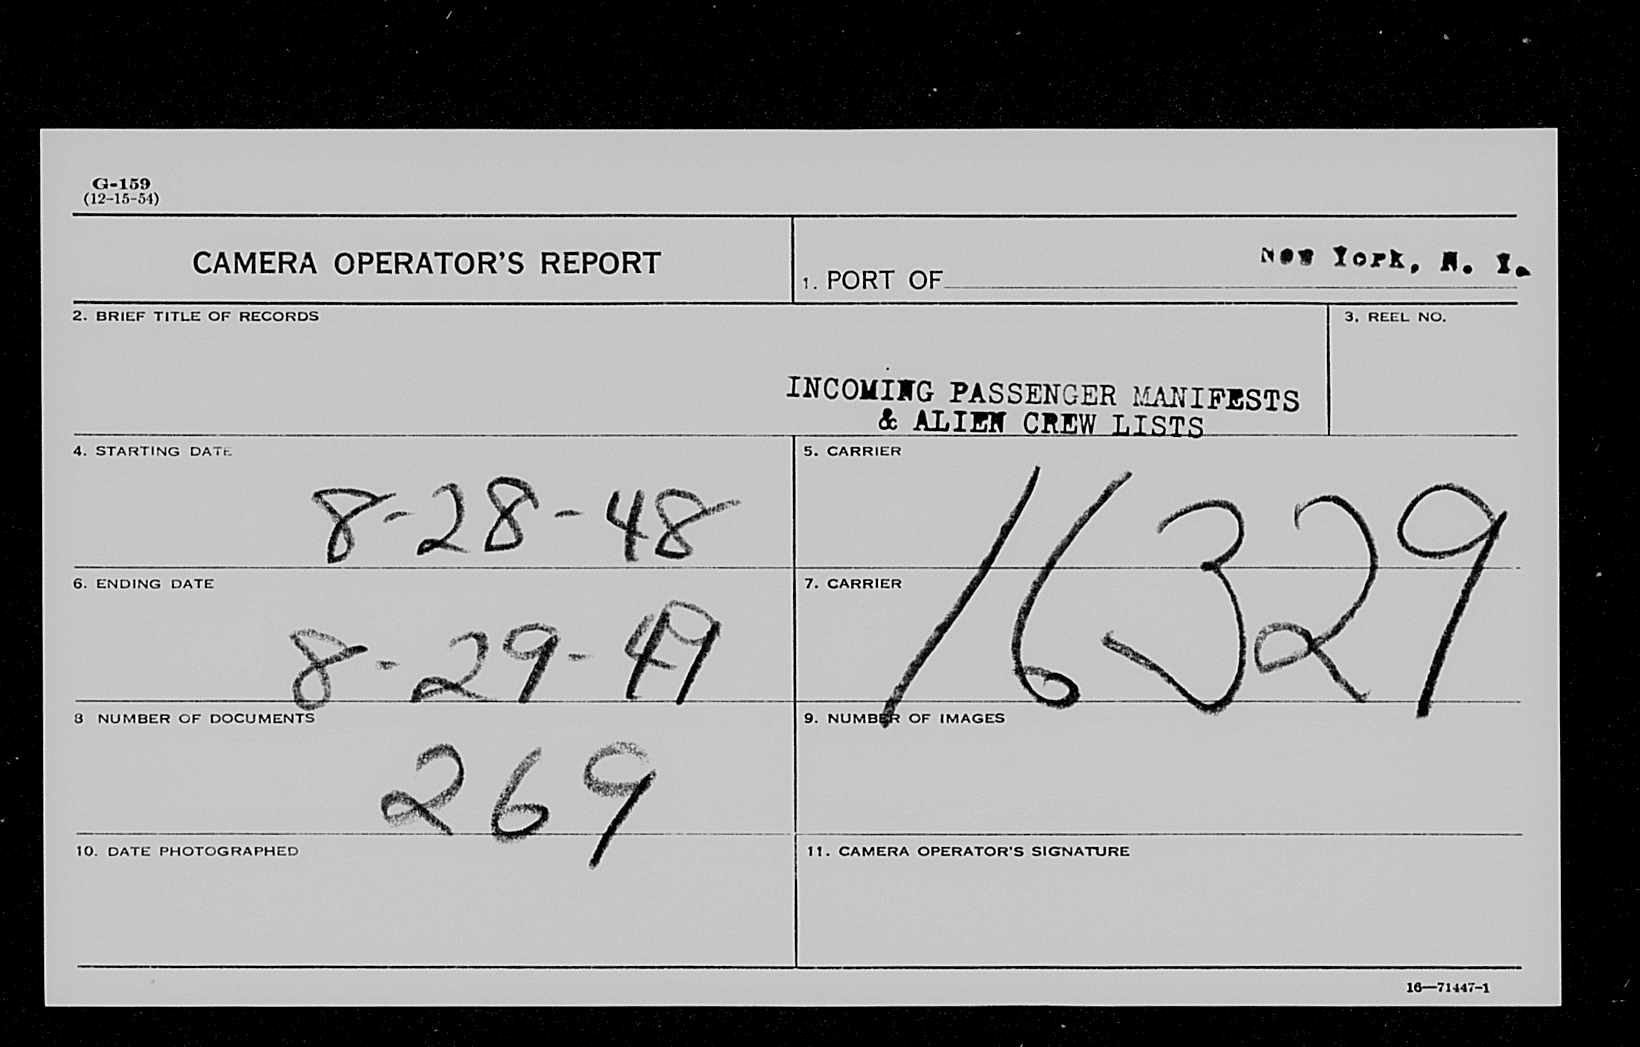 G-159
(12-15-54)
CAMERA OPERATOR'S REPORT
1. PORT OF New York, N. Y.
2. BRIEF TITLE OF RECORDS
3. REEL NO.
INCOMING PASSENGER MANIFESTS
& ALIEN CREW LISTS
4. STARTING DATE
8-28-48
5. CARRIER
16329
6. ENDING DATE
8-29-49
7. CARRIER
8 NUMBER OF DOCUMENTS
269
9. NUMBER OF IMAGES
10. DATE PHOTOGRAPHED
11. CAMERA OPERATOR'S SIGNATURE
16—71447-1